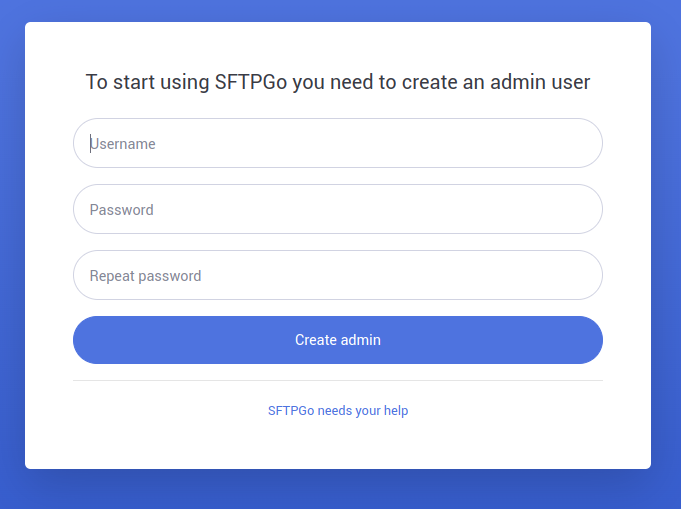 To start using SFTPGo you need to create an admin user
Username
Password
Repeat password
Create admin
SFTPGo needs your help